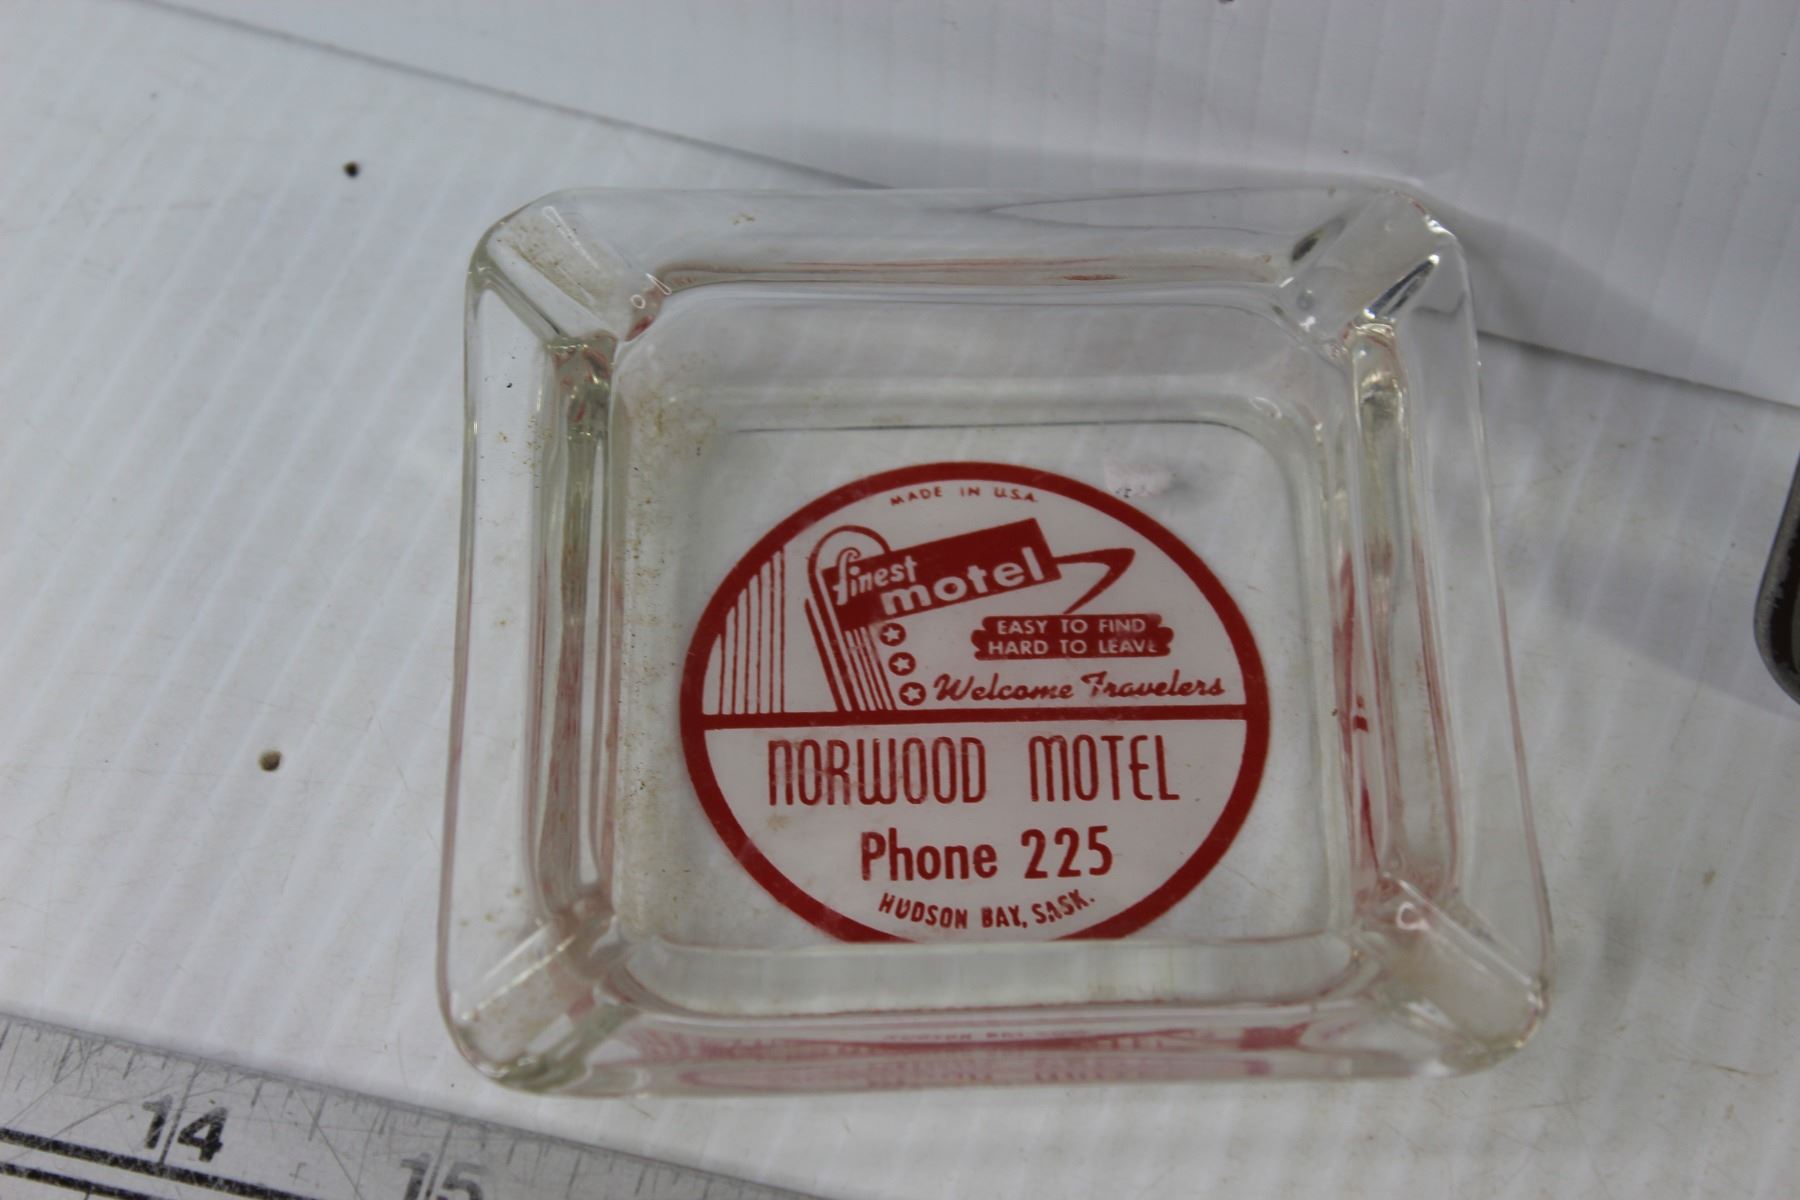 MADE IN U.S.A.
finest
motel
EASY TO FIND
HARD TO LEAVE
Welcome Travelers
NORWOOD MOTEL
Phone 225
HUDSON BAY, SASK.
14
15